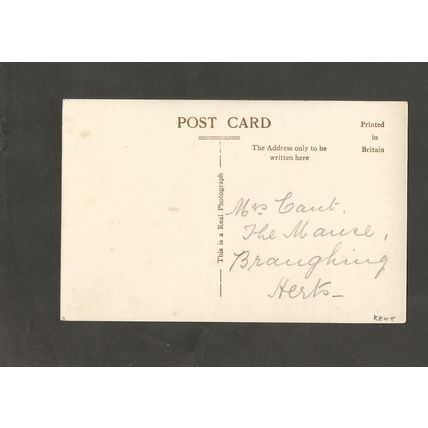 POST CARD
Printed
in
Britain
The Address only to be
written here
This is a Real Photograph
Mrs Cant.
The Manse,
Braughing
Herts
KENT